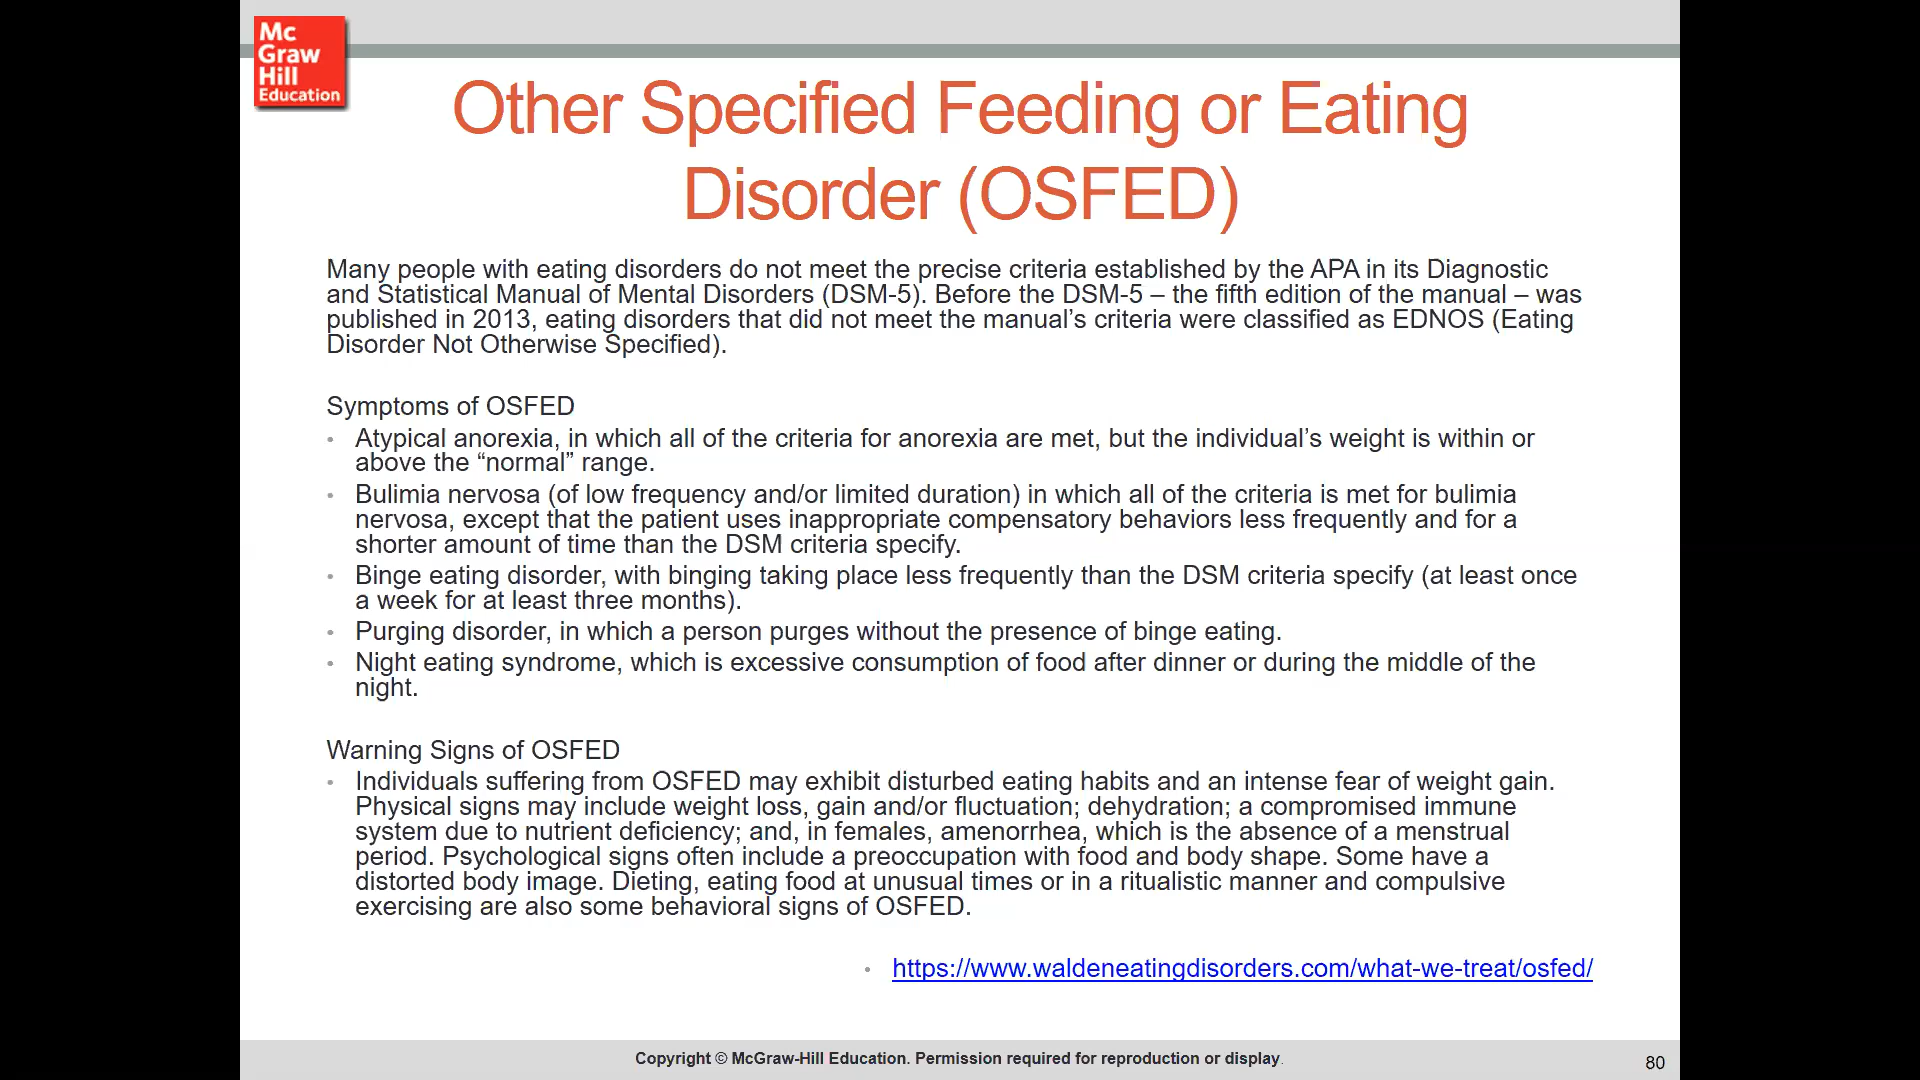 Mc
Graw
Hill
Education
Other Specified Feeding or Eating
Disorder (OSFED)
Many people with eating disorders do not meet the precise criteria established by the APA in its Diagnostic
and Statistical Manual of Mental Disorders (DSM-5). Before the DSM-5 – the fifth edition of the manual – was
published in 2013, eating disorders that did not meet the manual’s criteria were classified as EDNOS (Eating
Disorder Not Otherwise Specified).
Symptoms of OSFED
• Atypical anorexia, in which all of the criteria for anorexia are met, but the individual’s weight is within or
above the “normal” range.
• Bulimia nervosa (of low frequency and/or limited duration) in which all of the criteria is met for bulimia
nervosa, except that the patient uses inappropriate compensatory behaviors less frequently and for a
shorter amount of time than the DSM criteria specify.
• Binge eating disorder, with binging taking place less frequently than the DSM criteria specify (at least once
a week for at least three months).
• Purging disorder, in which a person purges without the presence of binge eating.
• Night eating syndrome, which is excessive consumption of food after dinner or during the middle of the
night.
Warning Signs of OSFED
• Individuals suffering from OSFED may exhibit disturbed eating habits and an intense fear of weight gain.
Physical signs may include weight loss, gain and/or fluctuation; dehydration; a compromised immune
system due to nutrient deficiency; and, in females, amenorrhea, which is the absence of a menstrual
period. Psychological signs often include a preoccupation with food and body shape. Some have a
distorted body image. Dieting, eating food at unusual times or in a ritualistic manner and compulsive
exercising are also some behavioral signs of OSFED.
• https://www.waldeneatingdisorders.com/what-we-treat/osfed/
Copyright © McGraw-Hill Education. Permission required for reproduction or display.
80